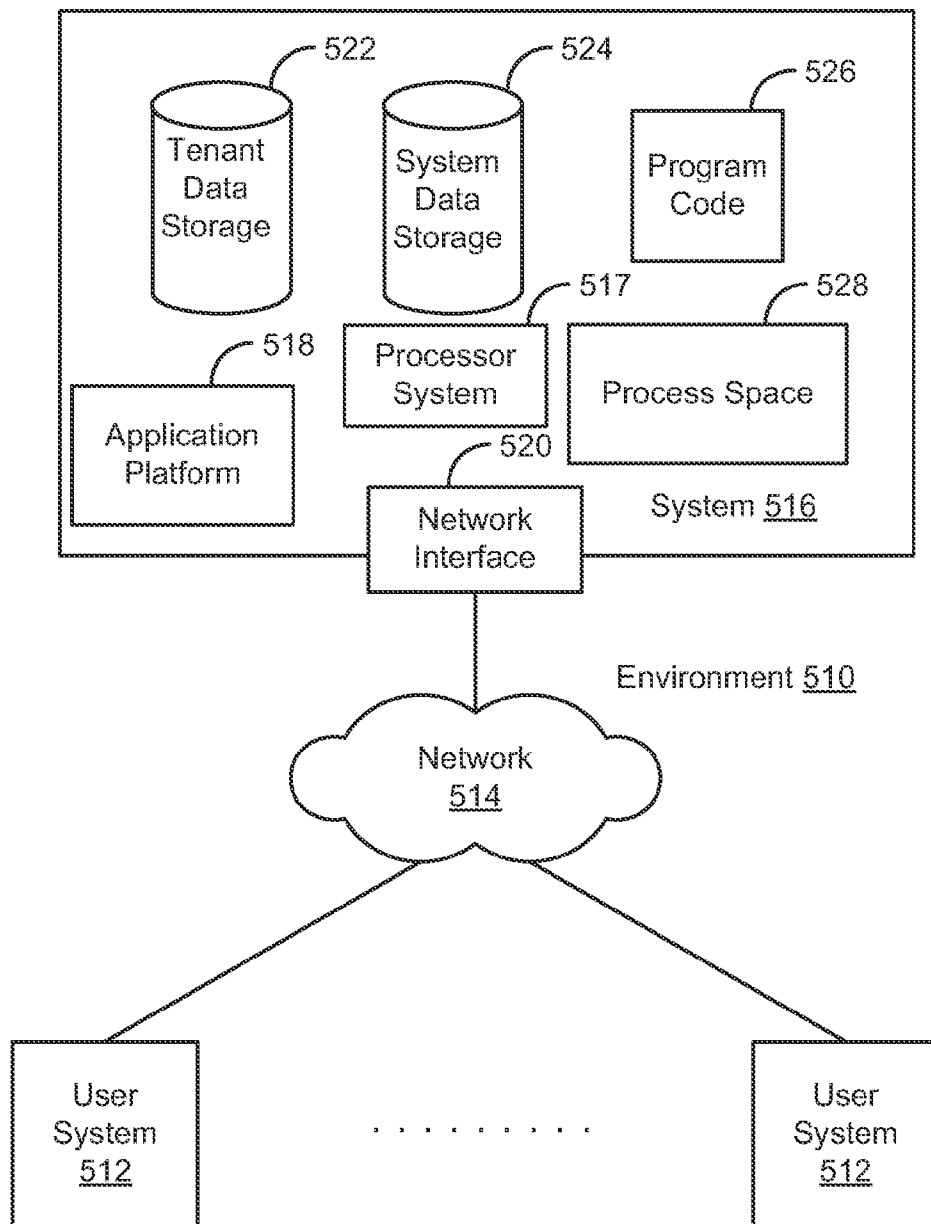 522
524
526
Tenant
Data
Storage
System
Data
Storage
Program
Code
517
528
518
Processor
System
Process Space
Application
Platform
520
Network
Interface
System 516
Environment 510
Network
514
User
System
512
User
System
512